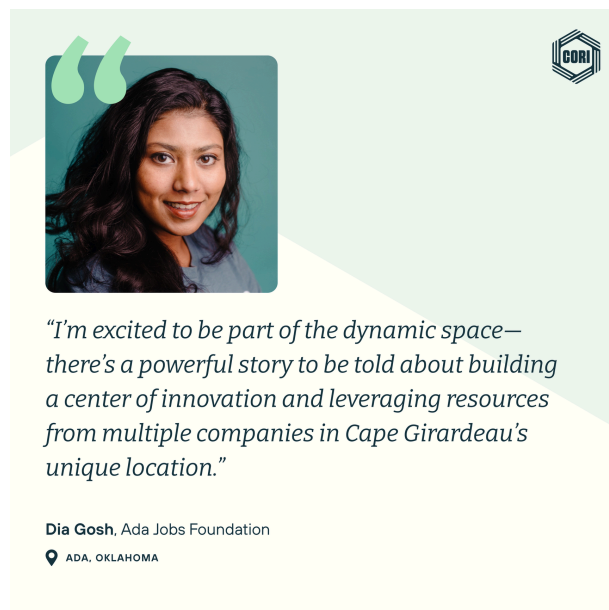 CORI
“I’m excited to be part of the dynamic space—
there’s a powerful story to be told about building
a center of innovation and leveraging resources
from multiple companies in Cape Girardeau’s
unique location.”
Dia Gosh, Ada Jobs Foundation
ADA, OKLAHOMA